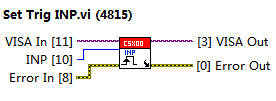 Set Trig INP.vi (4815)
VISA In [11]
CSX00
[3] VISA Out
INP [10]
INP
Error In [8]
[0] Error Out